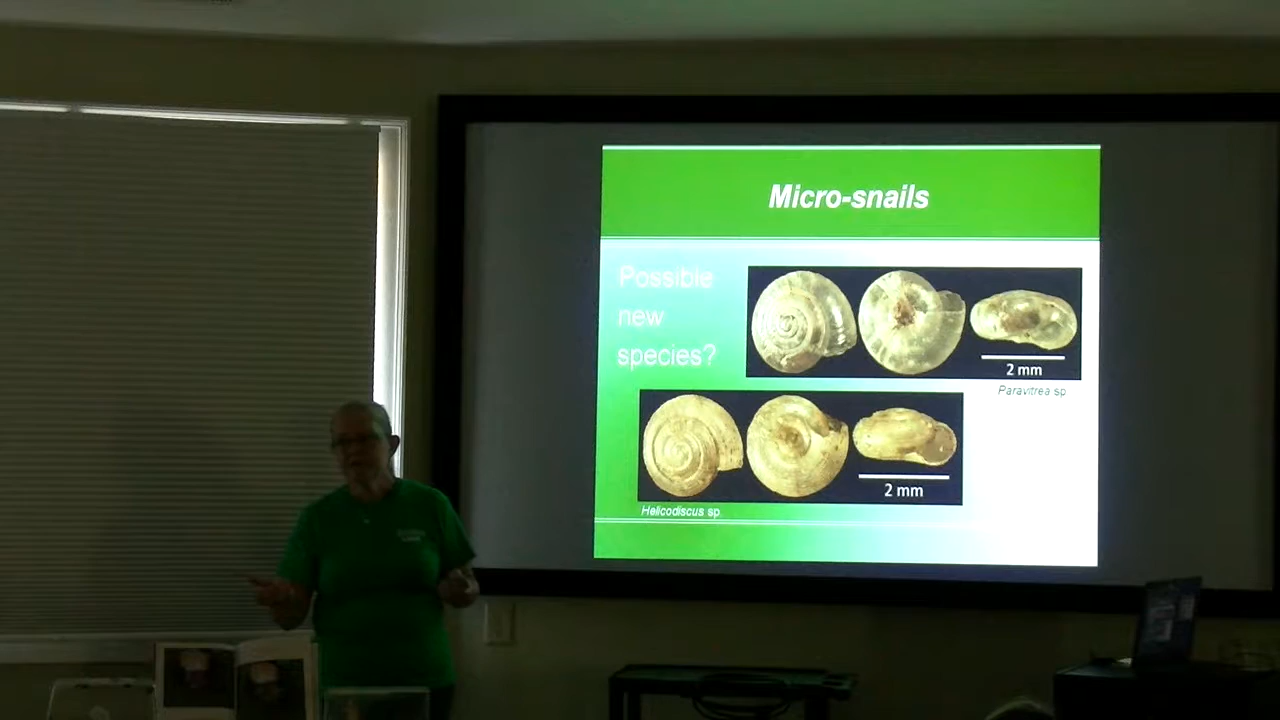 Micro-snails
Possible
new
species?
2 mm
Paravitrea sp
2 mm
Helicodiscus sp.